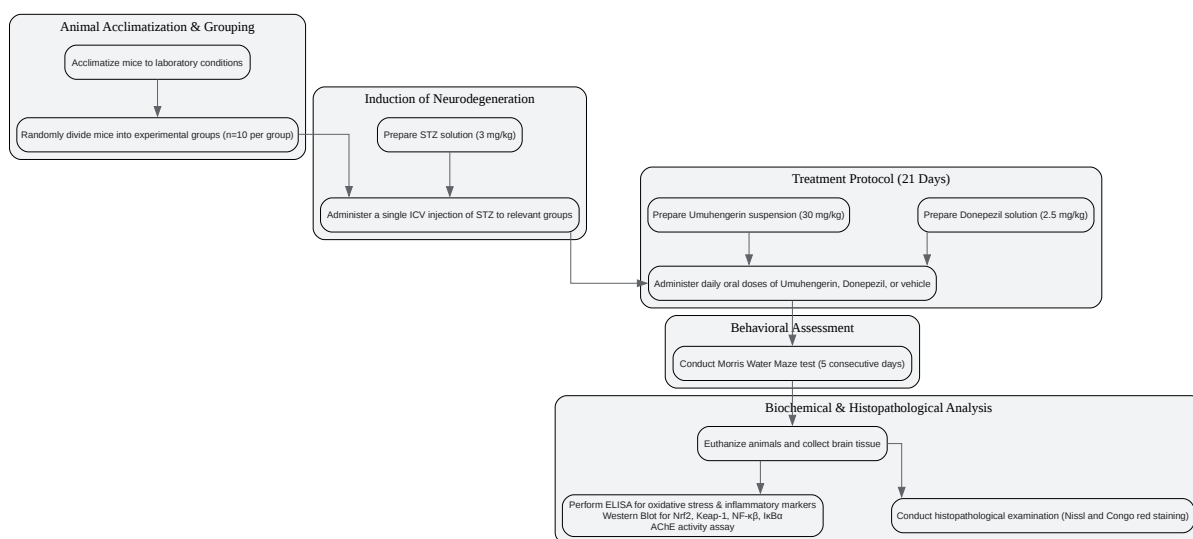 Animal Acclimatization & Grouping
Acclimatize mice to laboratory conditions
Randomly divide mice into experimental groups (n=10 per group)
Induction of Neurodegeneration
Prepare STZ solution (3 mg/kg)
Administer a single ICV injection of STZ to relevant groups
Treatment Protocol (21 Days)
Prepare Umuhengerin suspension (30 mg/kg)
Prepare Donepezil solution (2.5 mg/kg)
Administer daily oral doses of Umuhengerin, Donepezil, or vehicle
Behavioral Assessment
Conduct Morris Water Maze test (5 consecutive days)
Biochemical & Histopathological Analysis
Euthanize animals and collect brain tissue
Perform ELISA for oxidative stress & inflammatory markers
Western Blot for Nrf2, Keap-1, NF-κβ, IκBα
AChE activity assay
Conduct histopathological examination (Nissl and Congo red staining)